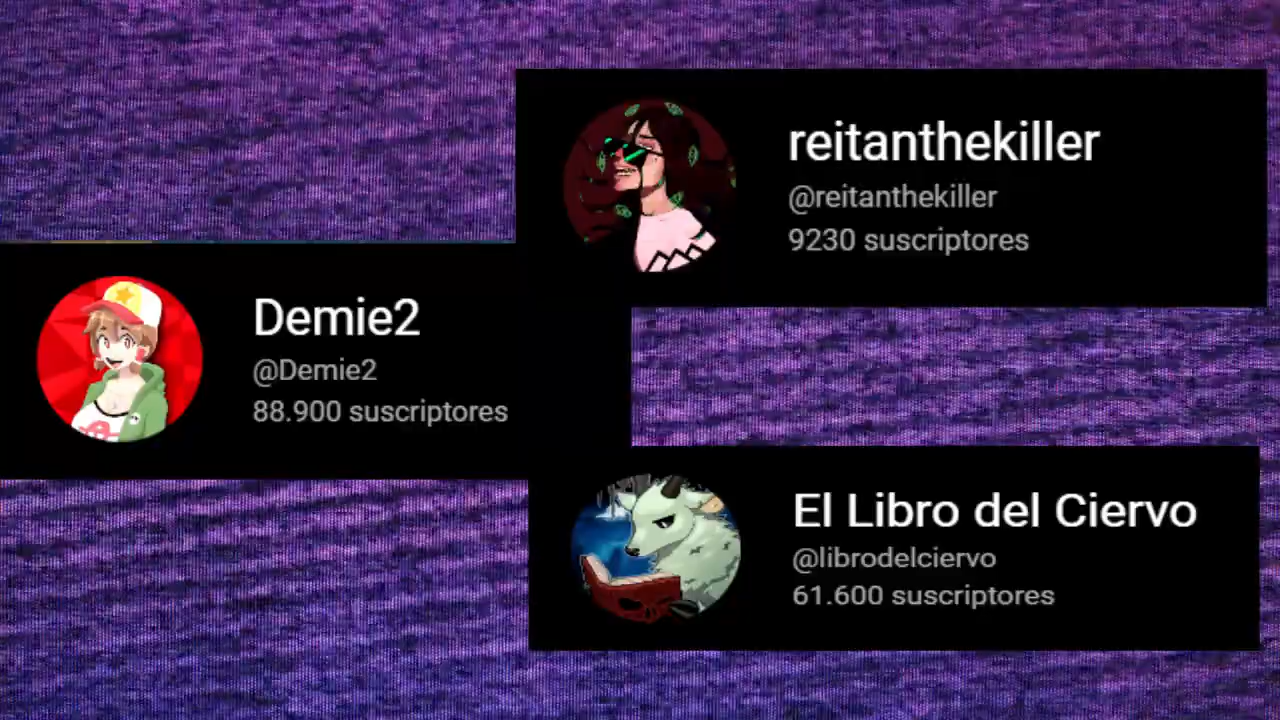 reitanthekiller
@reitanthekiller
9230 suscriptores
Demie2
@Demie2
88.900 suscriptores
El Libro del Ciervo
@librodelciervo
61.600 suscriptores